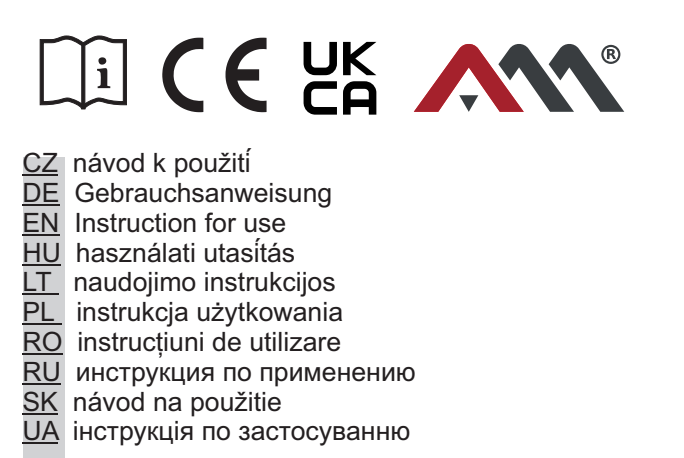 i CE UK CA AM ®
CZ návod k použití
DE Gebrauchsanweisung
EN Instruction for use
HU használati utasítás
LT naudojimo instrukcijos
PL instrukcja użytkowania
RO instrucțiuni de utilizare
RU инструкция по применению
SK návod na použitie
UA інструкція по застосуванню